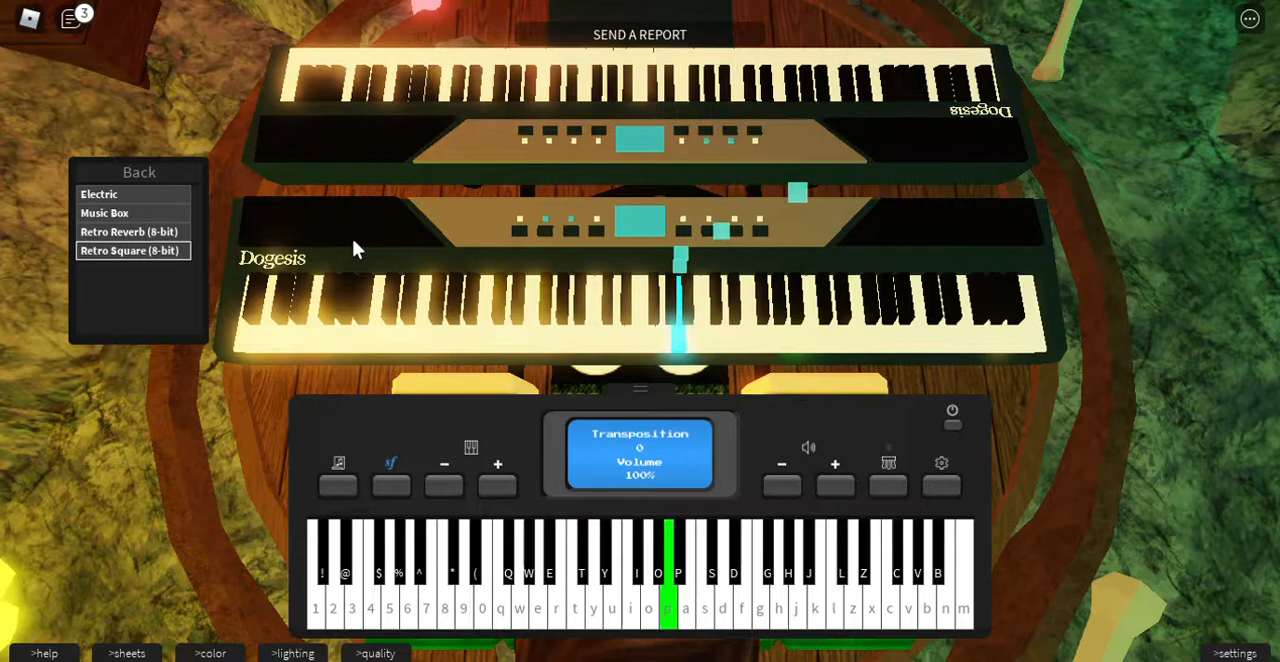 3
SEND A REPORT
Dogesis
Back
Electric
Music Box
Retro Reverb (8-bit)
Retro Square (8-bit)
Dogesis
sf
- +
- +
Transposition
0
Volume
100%
! @ $ % ^ * ( Q W E T Y I O P S D G H J L Z C V B
1 2 3 4 5 6 7 8 9 0 q w e r t y u i o p a s d f g h j k l z x c v b n m
>help >sheets >color >lighting >quality >settings